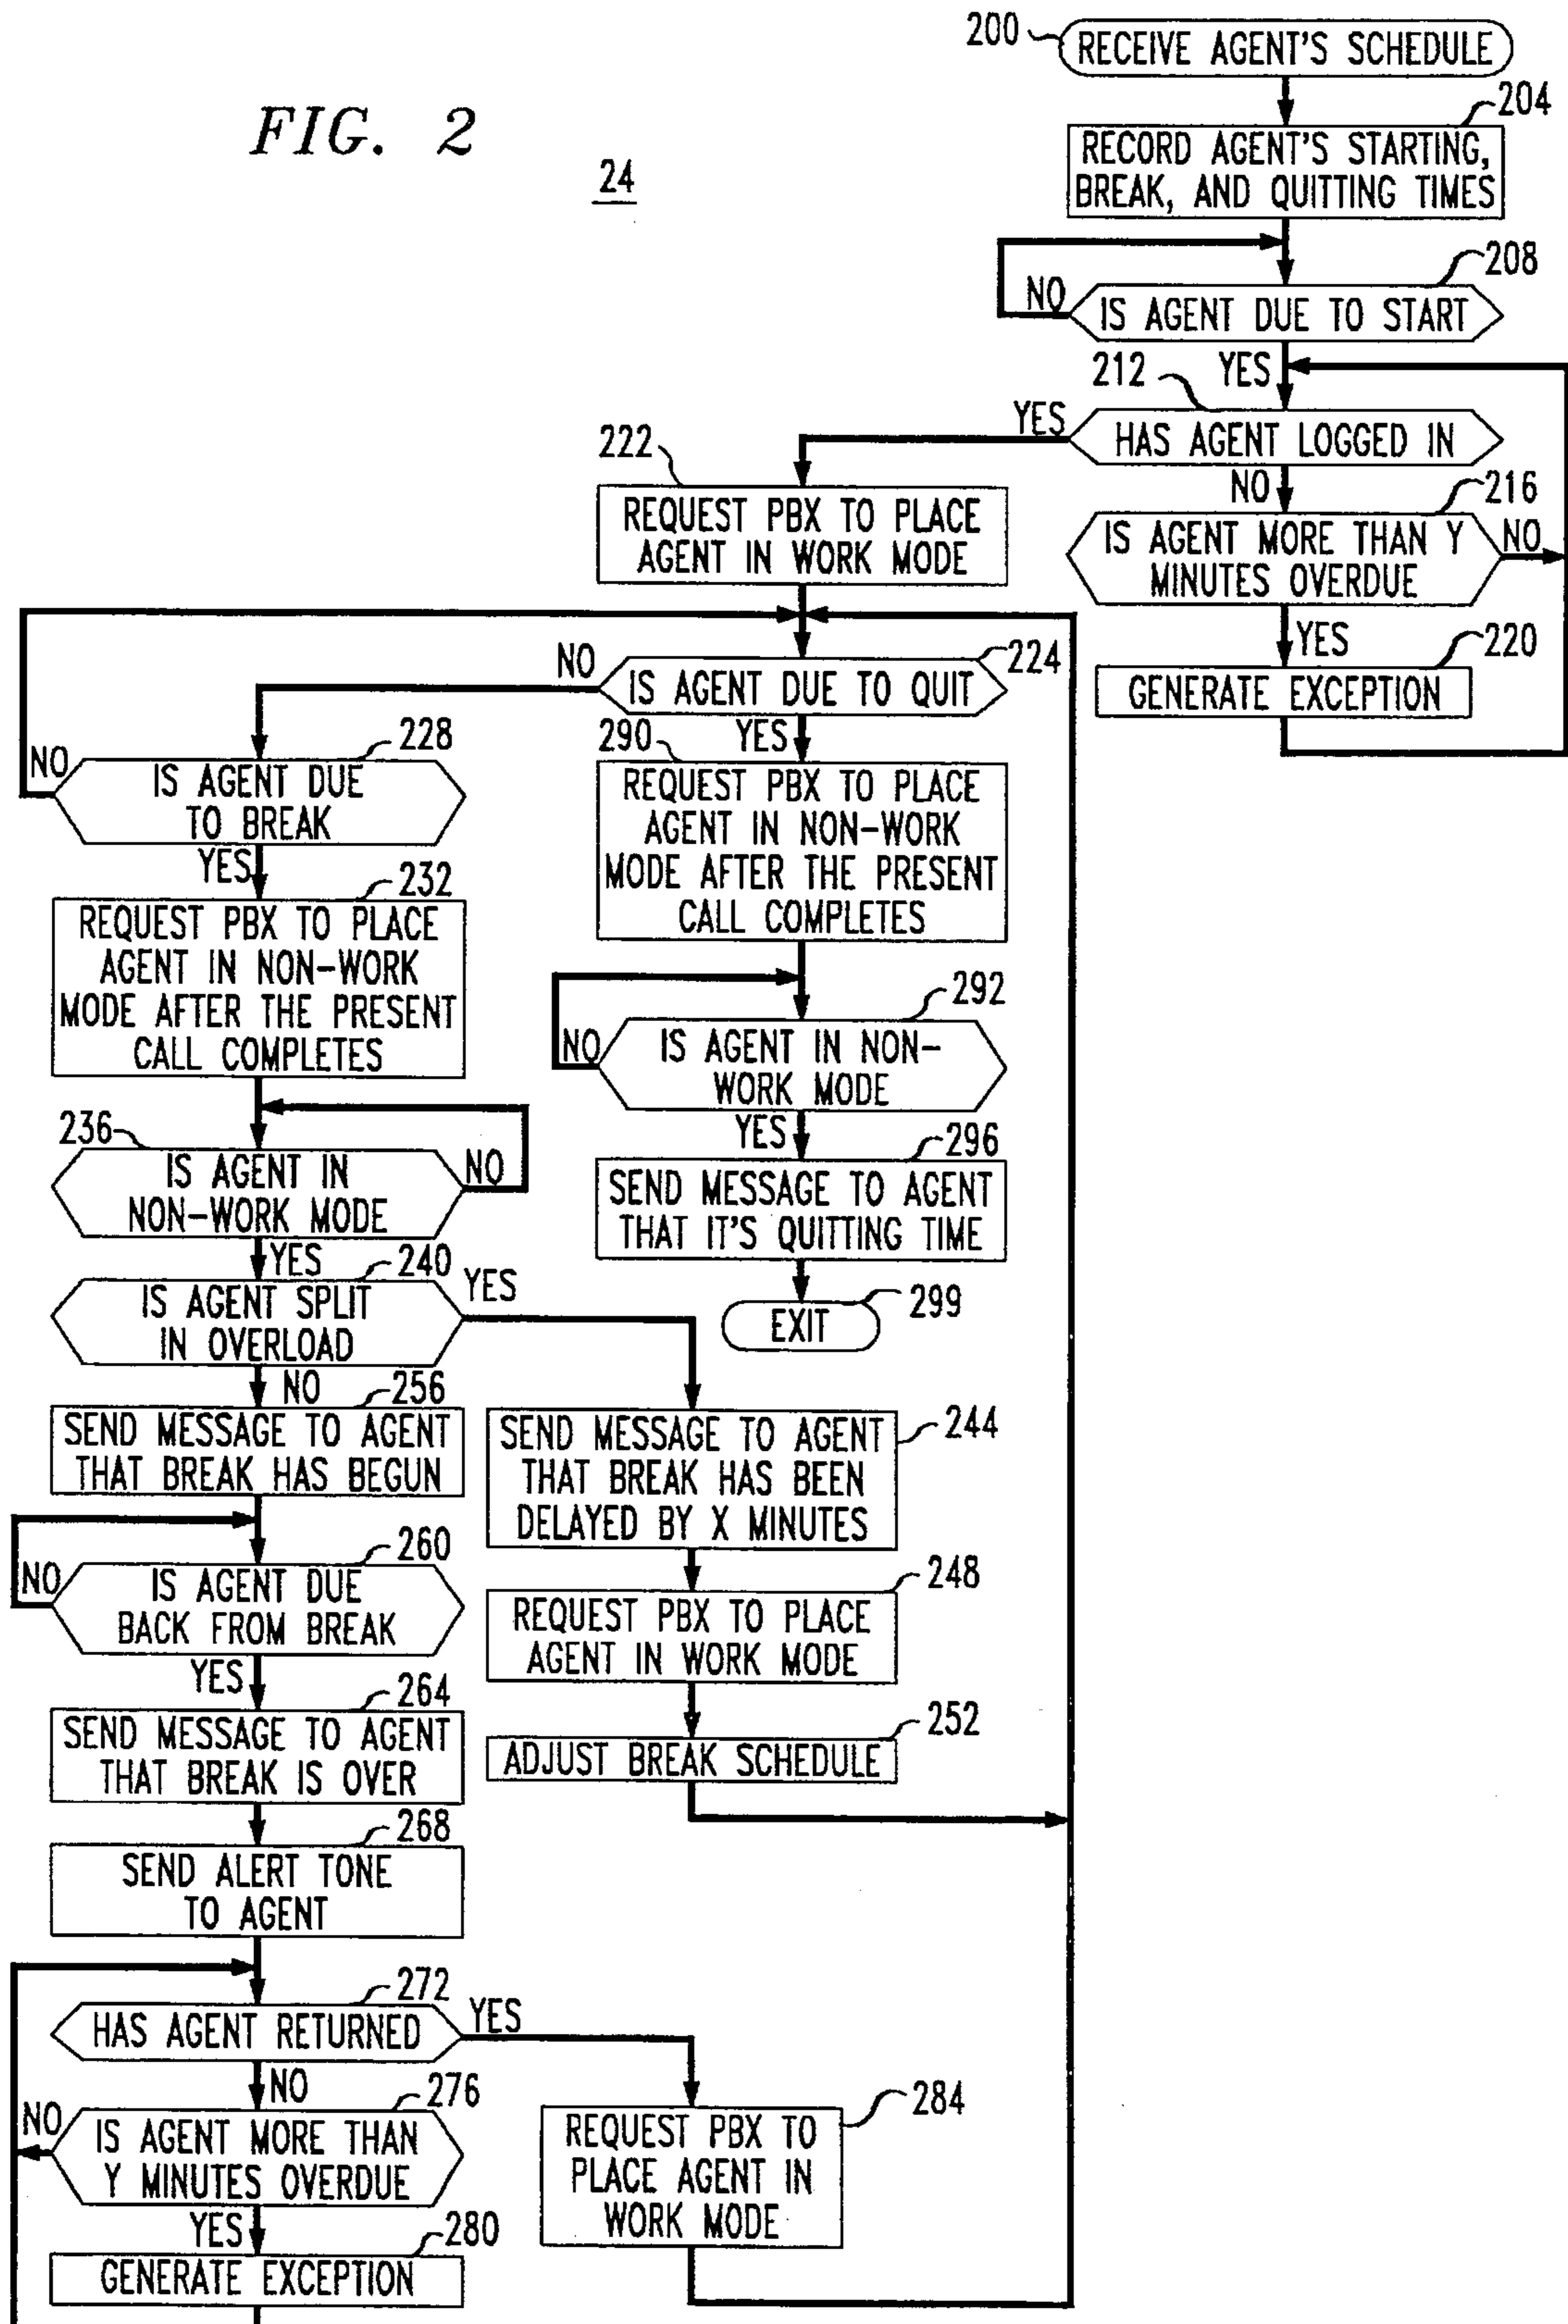 FIG. 2
24
200
RECEIVE AGENT'S SCHEDULE
204
RECORD AGENT'S STARTING,
BREAK, AND QUITTING TIMES
208
NO
IS AGENT DUE TO START
YES
212
YES
HAS AGENT LOGGED IN
NO
216
IS AGENT MORE THAN Y
MINUTES OVERDUE
NO
YES
220
GENERATE EXCEPTION
222
REQUEST PBX TO PLACE
AGENT IN WORK MODE
224
NO
IS AGENT DUE TO QUIT
YES
228
NO
IS AGENT DUE
TO BREAK
YES
232
REQUEST PBX TO PLACE
AGENT IN NON-WORK
MODE AFTER THE PRESENT
CALL COMPLETES
236
IS AGENT IN
NON-WORK MODE
NO
YES
240
IS AGENT SPLIT
IN OVERLOAD
YES
NO
256
SEND MESSAGE TO AGENT
THAT BREAK HAS BEGUN
260
NO
IS AGENT DUE
BACK FROM BREAK
YES
264
SEND MESSAGE TO AGENT
THAT BREAK IS OVER
268
SEND ALERT TONE
TO AGENT
272
HAS AGENT RETURNED
YES
NO
276
NO
IS AGENT MORE THAN
Y MINUTES OVERDUE
YES
280
GENERATE EXCEPTION
290
REQUEST PBX TO PLACE
AGENT IN NON-WORK
MODE AFTER THE PRESENT
CALL COMPLETES
292
NO
IS AGENT IN NON-
WORK MODE
YES
296
SEND MESSAGE TO AGENT
THAT IT'S QUITTING TIME
299
EXIT
244
SEND MESSAGE TO AGENT
THAT BREAK HAS BEEN
DELAYED BY X MINUTES
248
REQUEST PBX TO PLACE
AGENT IN WORK MODE
252
ADJUST BREAK SCHEDULE
284
REQUEST PBX TO
PLACE AGENT IN
WORK MODE